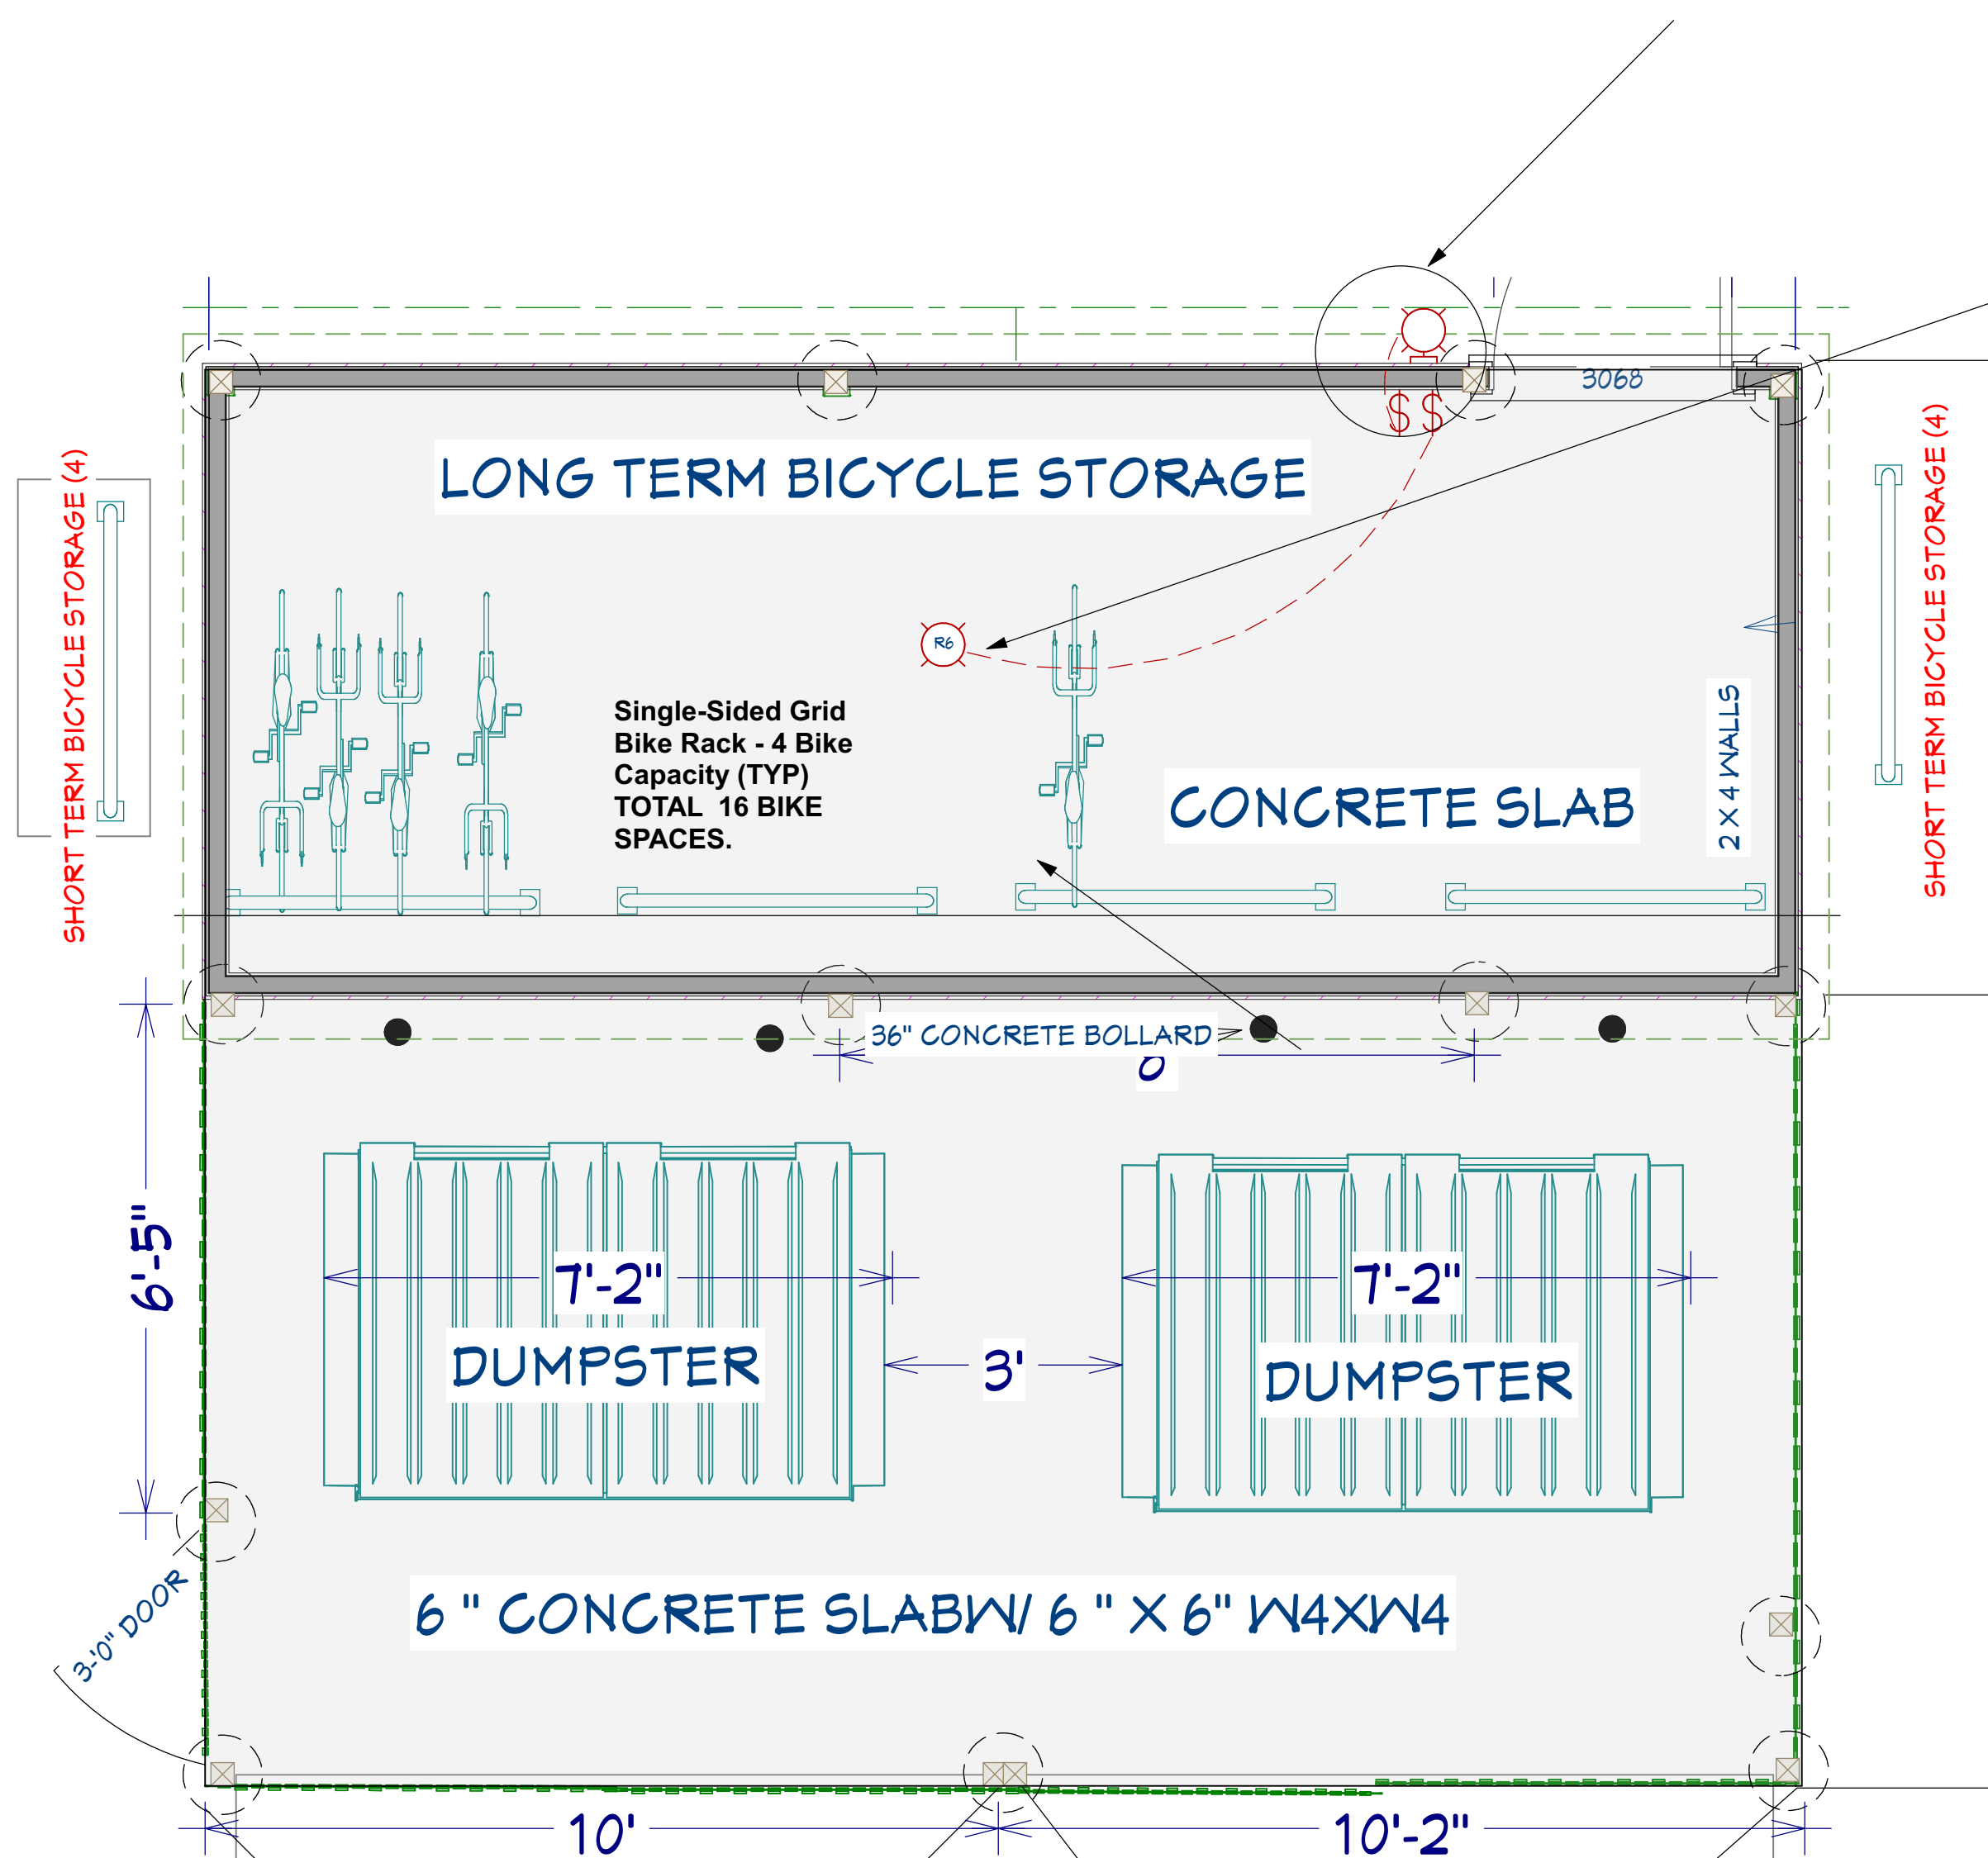 3068
$ $
LONG TERM BICYCLE STORAGE
SHORT TERM BICYCLE STORAGE (4)
SHORT TERM BICYCLE STORAGE (4)
R6
Single-Sided Grid
Bike Rack - 4 Bike
Capacity (TYP)
TOTAL 16 BIKE
SPACES.
CONCRETE SLAB
2 X 4 WALLS
36" CONCRETE BOLLARD
6'-5"
7'-2"
7'-2"
DUMPSTER
3'
DUMPSTER
6 " CONCRETE SLABW/ 6 " X 6" W4XW4
3-'0" DOOR
10'
10'-2"